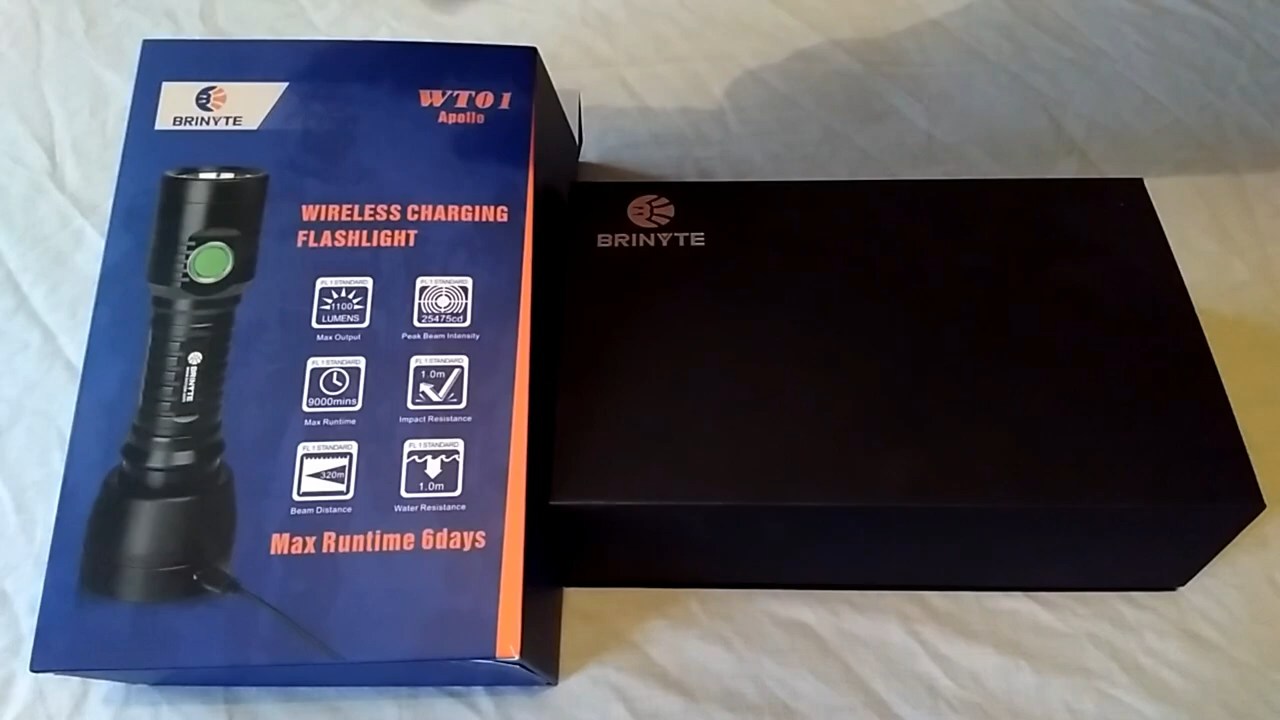 BRINYTE
WT01
Apollo
WIRELESS CHARGING
FLASHLIGHT
FL 1 STANDARD
1100
LUMENS
Max Output
FL 1 STANDARD
25475cd
Peak Beam Intensity
FL 1 STANDARD
9000mins
Max Runtime
FL 1 STANDARD
1.0m
Impact Resistance
FL 1 STANDARD
320m
Beam Distance
FL 1 STANDARD
1.0m
Water Resistance
Max Runtime 6days
BRINYTE
BRINYTE